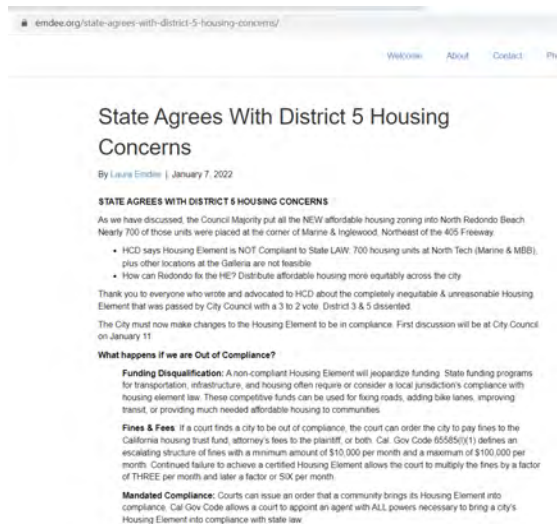 emdee.org/state-agrees-with-district-5-housing-concerns/
Welcome About Contact Ph
State Agrees With District 5 Housing
Concerns
By Laura Emdee | January 7, 2022
STATE AGREES WITH DISTRICT 5 HOUSING CONCERNS
As we have discussed, the Council Majority put all the NEW affordable housing zoning into North Redondo Beach.
Nearly 700 of those units were placed at the corner of Marine & Inglewood. Northeast of the 405 Freeway.
• HCD says Housing Element is NOT Compliant to State LAW: 700 housing units at North Tech (Marine & MBB),
plus other locations at the Galleria are not feasible
• How can Redondo fix the HE? Distribute affordable housing more equitably across the city
Thank you to everyone who wrote and advocated to HCD about the completely inequitable & unreasonable Housing
Element that was passed by City Council with a 3 to 2 vote. District 3 & 5 dissented.
The City must now make changes to the Housing Element to be in compliance. First discussion will be at City Council
on January 11
What happens if we are Out of Compliance?
Funding Disqualification: A non-compliant Housing Element will jeopardize funding. State funding programs
for transportation, infrastructure, and housing often require or consider a local jurisdiction's compliance with
housing element law. These competitive funds can be used for fixing roads, adding bike lanes, improving
transit, or providing much needed affordable housing to communities.
Fines & Fees: If a court finds a city to be out of compliance, the court can order the city to pay fines to the
California housing trust fund, attorney's fees to the plaintiff, or both. Cal. Gov Code 65585(l)(1) defines an
escalating structure of fines with a minimum amount of $10,000 per month and a maximum of $100,000 per
month. Continued failure to achieve a certified Housing Element allows the court to multiply the fines by a factor
of THREE per month and later a factor or SIX per month.
Mandated Compliance: Courts can issue an order that a community brings its Housing Element into
compliance. Cal Gov Code allows a court to appoint an agent with ALL powers necessary to bring a city's
Housing Element into compliance with state law